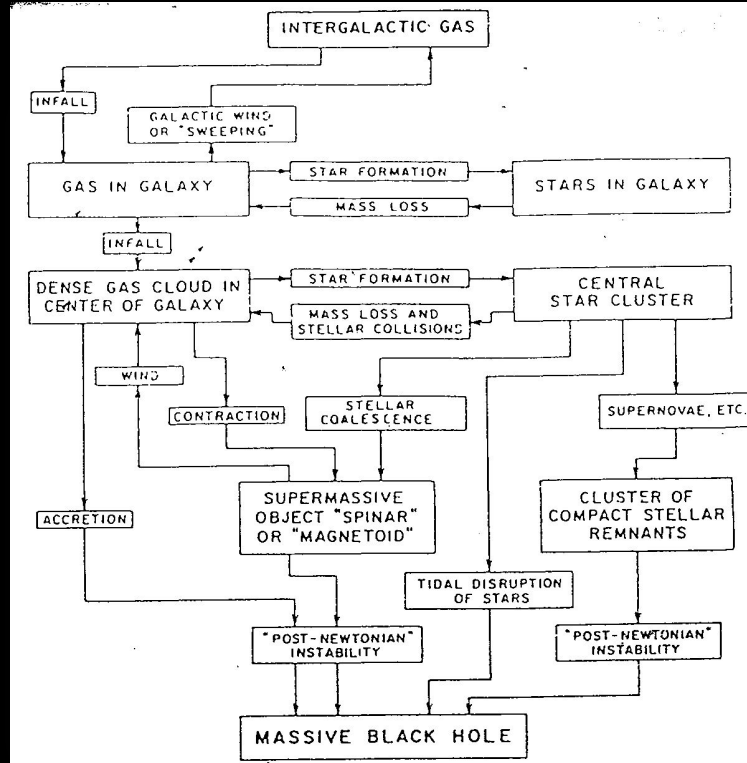 INTERGALACTIC GAS
INFALL
GALACTIC WIND
OR "SWEEPING"
GAS IN GALAXY
STAR FORMATION
STARS IN GALAXY
MASS LOSS
INFALL
DENSE GAS CLOUD IN
CENTER OF GALAXY
STAR FORMATION
CENTRAL
STAR CLUSTER
MASS LOSS AND
STELLAR COLLISIONS
WIND
CONTRACTION
STELLAR
COALESCENCE
SUPERNOVAE, ETC.
ACCRETION
SUPERMASSIVE
OBJECT "SPINAR"
OR "MAGNETOID"
CLUSTER OF
COMPACT STELLAR
REMNANTS
TIDAL DISRUPTION
OF STARS
"POST-NEWTONIAN"
INSTABILITY
"POST-NEWTONIAN"
INSTABILITY
MASSIVE BLACK HOLE